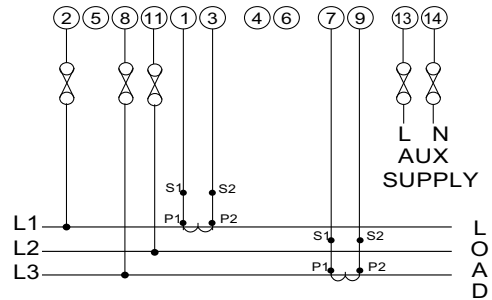 2 5 8 11 1 3 4 6 7 9 13 14
L N
AUX
SUPPLY
S1 S2
P1 P2
L1 L
S1 S2
L2 O
P1 P2
L3 A
D